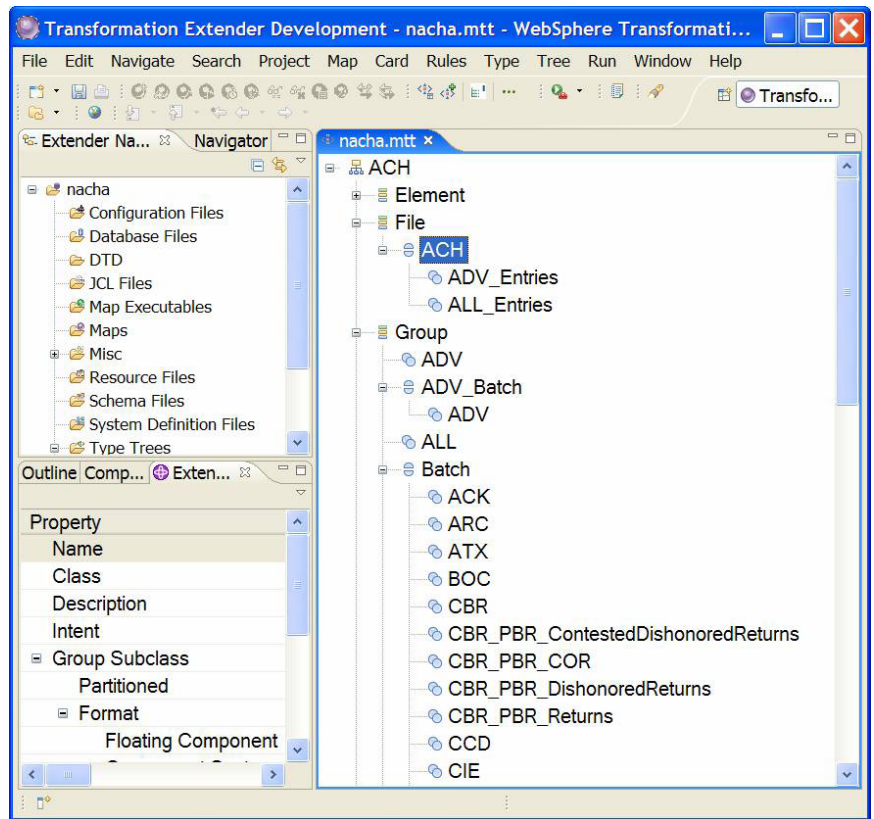 Transformation Extender Development - nacha.mtt - WebSphere Transformati...
File Edit Navigate Search Project Map Card Rules Type Tree Run Window Help
Transfo...
Extender Na... Navigator
nacha
Configuration Files
Database Files
DTD
JCL Files
Map Executables
Maps
Misc
Resource Files
Schema Files
System Definition Files
Type Trees
Outline Comp... Exten...
Property
Name
Class
Description
Intent
Group Subclass
Partitioned
Format
Floating Component
nacha.mtt
ACH
Element
File
ACH
ADV_Entries
ALL_Entries
Group
ADV
ADV_Batch
ADV
ALL
Batch
ACK
ARC
ATX
BOC
CBR
CBR_PBR_ContestedDishonoredReturns
CBR_PBR_COR
CBR_PBR_DishonoredReturns
CBR_PBR_Returns
CCD
CIE